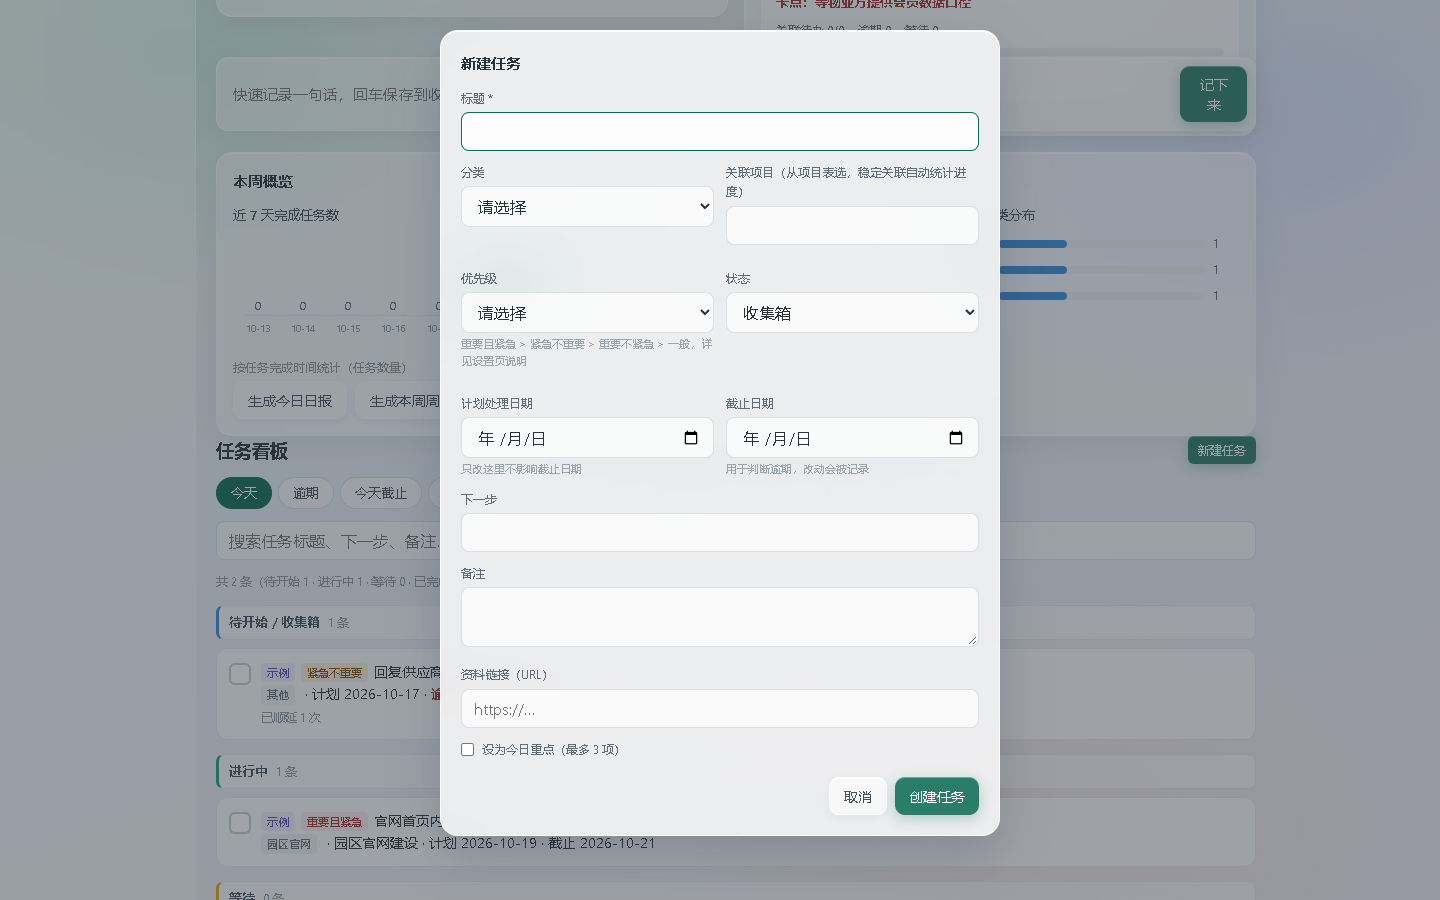 卡点：等物业方提供会员数据口径
关联待办 0/0 · 逾期 0 · 等待 0
快速记录一句话，回车保存到收
记下来
本周概览
近 7 天完成任务数
类分布
1
1
1
0 0 0 0
10-13 10-14 10-15 10-16 10-
按任务完成时间统计（任务数量）
生成今日日报 生成本周周
任务看板
新建任务
今天 逾期 今天截止
搜索任务标题、下一步、备注
共 2 条（待开始 1 · 进行中 1 · 等待 0 · 已完
待开始 / 收集箱 1 条
示例 紧急不重要 回复供应商
其他 · 计划 2026-10-17 · 逾
已顺延 1 次
进行中 1 条
示例 重要且紧急 官网首页内
园区官网 · 园区官网建设 · 计划 2026-10-19 · 截止 2026-10-21
等待 0 条
新建任务
标题 *
分类
请选择
关联项目（从项目表选，稳定关联自动统计进
度）
优先级
请选择
重要且紧急 > 紧急不重要 > 重要不紧急 > 一般，详
见设置页说明
状态
收集箱
计划处理日期
年 /月/日
只改这里不影响截止日期
截止日期
年 /月/日
用于判断逾期，改动会被记录
下一步
备注
资料链接（URL）
https://...
设为今日重点（最多 3 项）
取消 创建任务